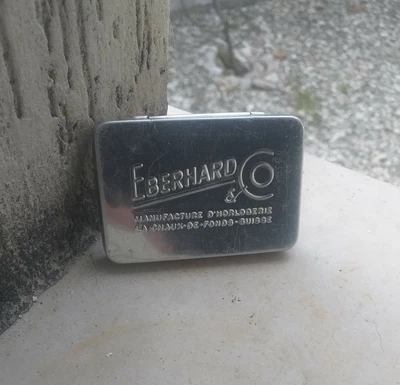 EBERHARD & CO
MANUFACTURE D'HORLOGERIE
LA CHAUX-DE-FONDS-SUISSE